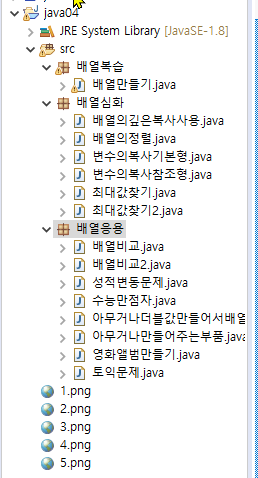 java04
JRE System Library [JavaSE-1.8]
src
배열복습
배열만들기.java
배열심화
배열의깊은복사사용.java
배열의정렬.java
변수의복사기본형.java
변수의복사참조형.java
최대값찾기.java
최대값찾기2.java
배열응용
배열비교.java
배열비교2.java
성적변동문제.java
수능만점자.java
아무거나더블값만들어서배열
아무거나만들어주는부품.java
영화앨범만들기.java
토익문제.java
1.png
2.png
3.png
4.png
5.png